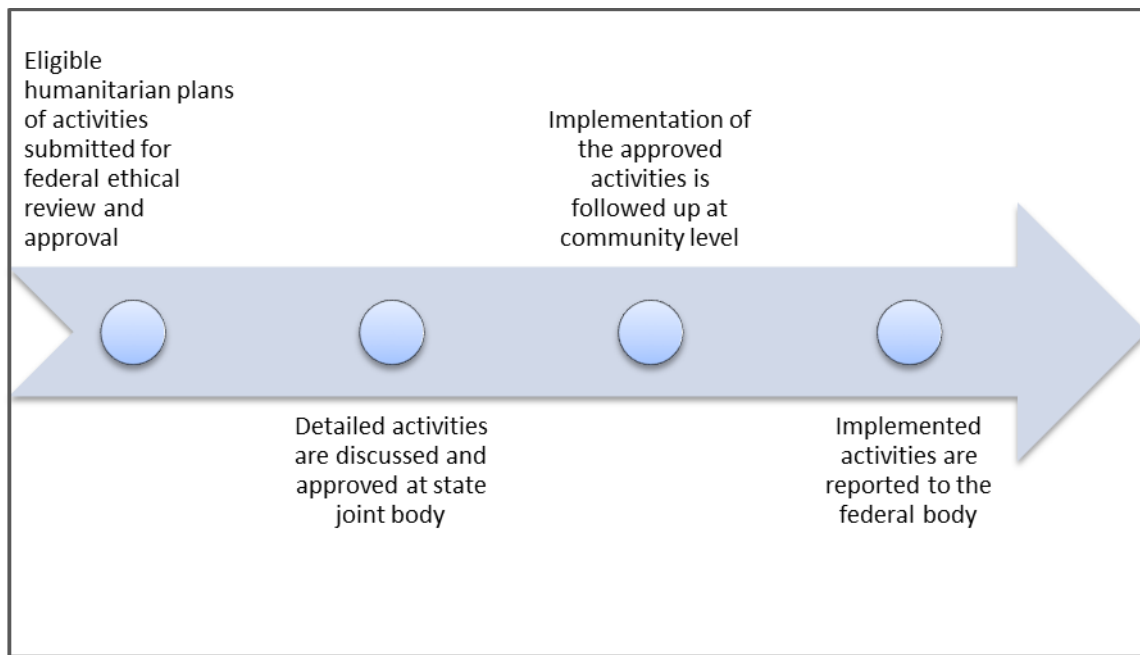 Eligible
humanitarian plans
of activities
submitted for
federal ethical
review and
approval
Detailed activities
are discussed and
approved at state
joint body
Implementation of
the approved
activities is
followed up at
community level
Implemented
activities are
reported to the
federal body